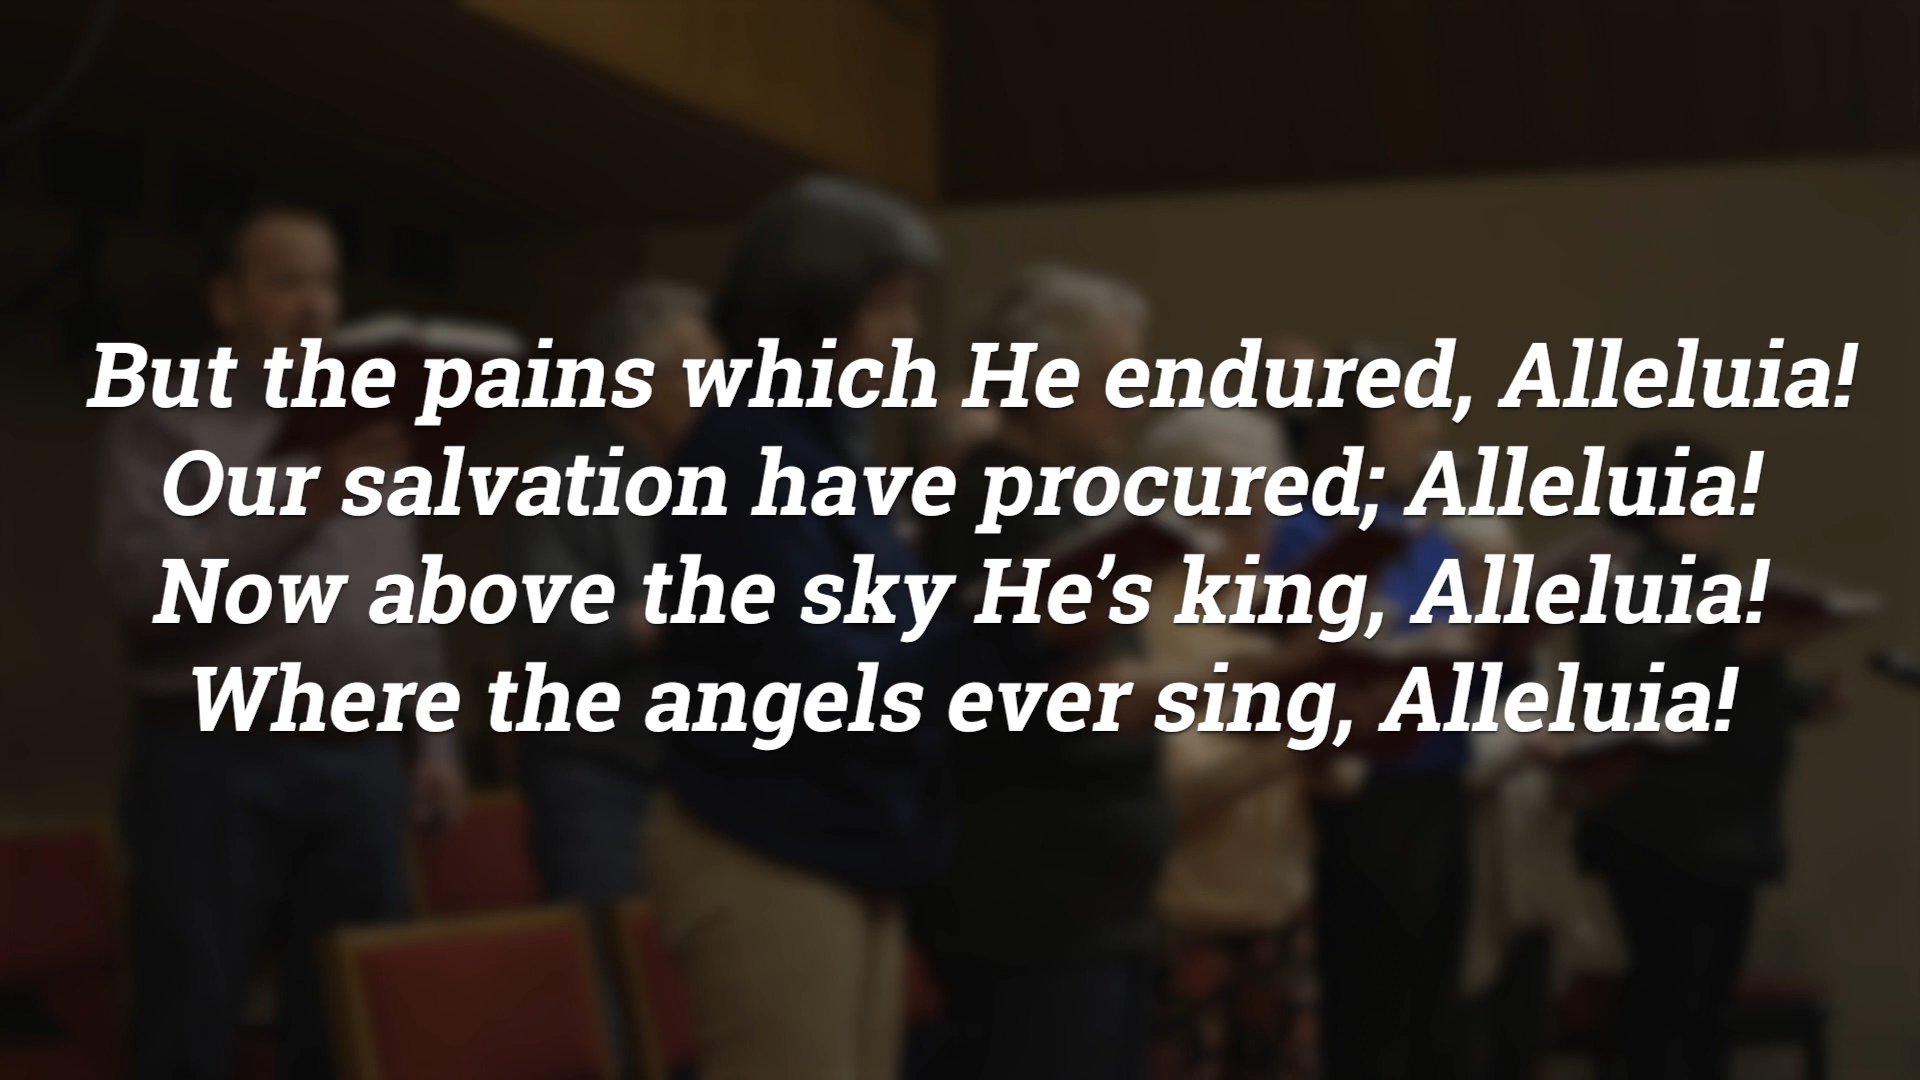 But the pains which He endured, Alleluia!
Our salvation have procured; Alleluia!
Now above the sky He’s king, Alleluia!
Where the angels ever sing, Alleluia!